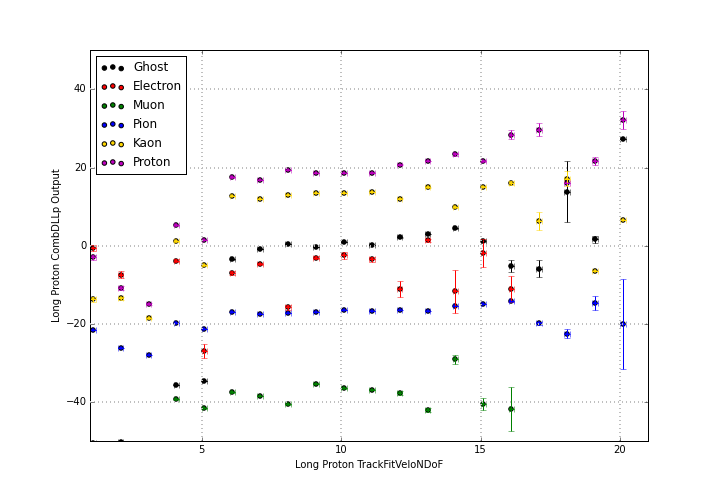 Ghost
Electron
Muon
Pion
Kaon
Proton
40
20
0
−20
−40
5
10
15
20
Long Proton CombDLLp Output
Long Proton TrackFitVeloNDoF